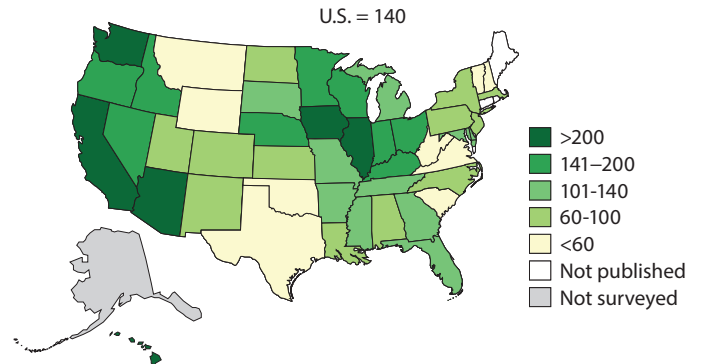 U.S. = 140
>200
141–200
101-140
60-100
<60
Not published
Not surveyed